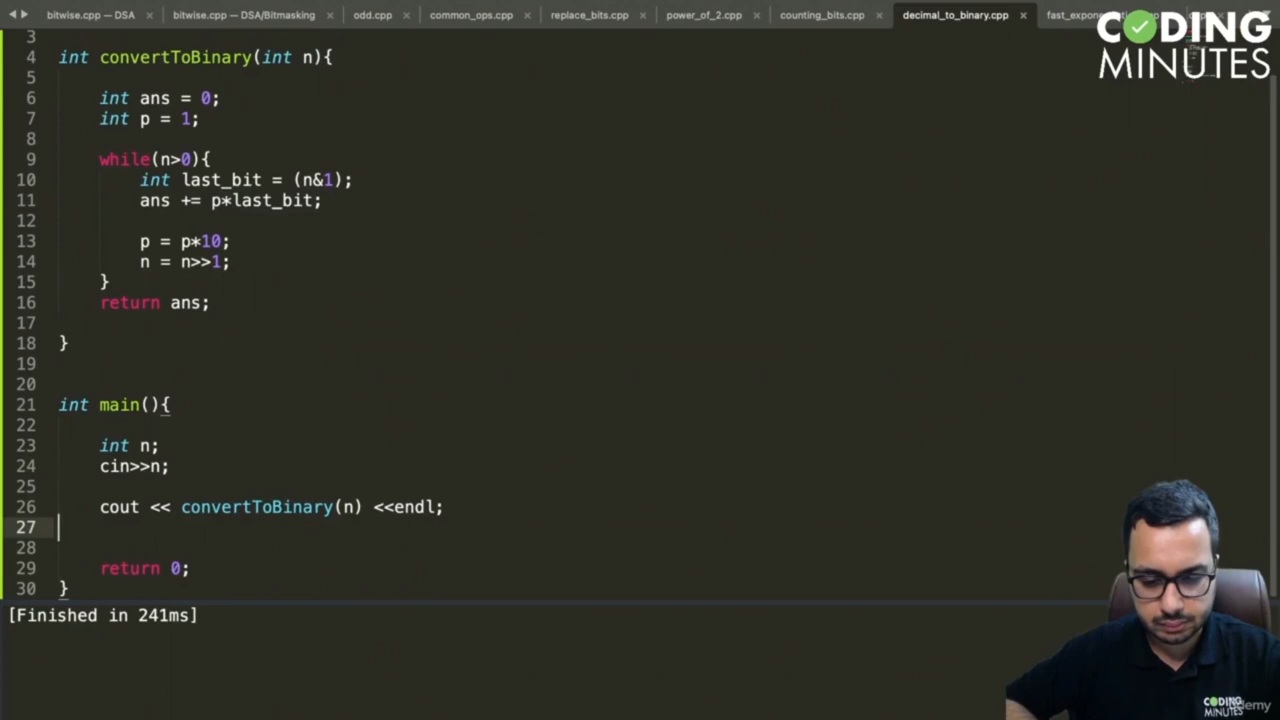 bitwise.cpp — DSA
bitwise.cpp — DSA/Bitmasking
odd.cpp
common_ops.cpp
replace_bits.cpp
power_of_2.cpp
counting_bits.cpp
decimal_to_binary.cpp
CODING
MINUTES
3
4 int convertToBinary(int n){
5
6 int ans = 0;
7 int p = 1;
8
9 while(n>0){
10 int last_bit = (n&1);
11 ans += p*last_bit;
12
13 p = p*10;
14 n = n>>1;
15 }
16 return ans;
17
18 }
19
20
21 int main(){
22
23 int n;
24 cin>>n;
25
26 cout << convertToBinary(n) <<endl;
27
28
29 return 0;
30 }
[Finished in 241ms]
CODING
MINUTES